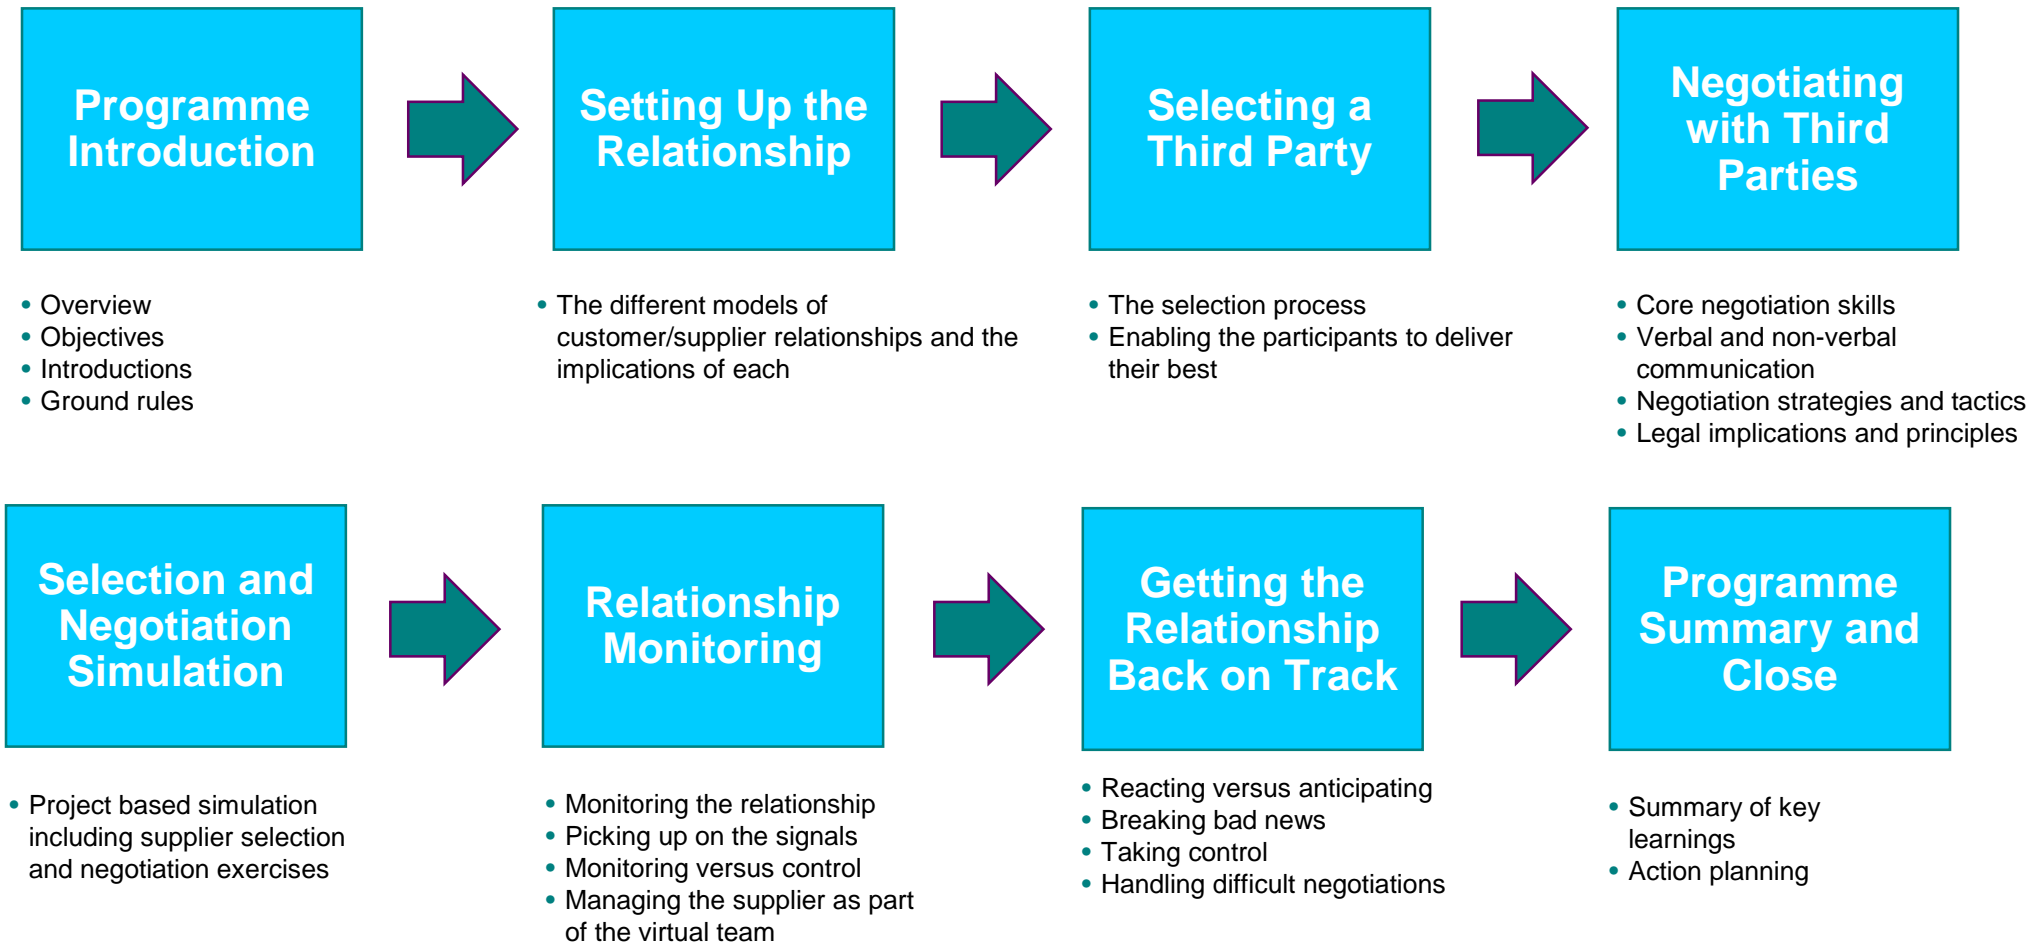 Programme
Introduction
Setting Up the
Relationship
Selecting a
Third Party
Negotiating
with Third
Parties
• Overview
• Objectives
• Introductions
• Ground rules
• The different models of
customer/supplier relationships and the
implications of each
• The selection process
• Enabling the participants to deliver
their best
• Core negotiation skills
• Verbal and non-verbal
communication
• Negotiation strategies and tactics
• Legal implications and principles
Selection and
Negotiation
Simulation
Relationship
Monitoring
Getting the
Relationship
Back on Track
Programme
Summary and
Close
• Project based simulation
including supplier selection
and negotiation exercises
• Monitoring the relationship
• Picking up on the signals
• Monitoring versus control
• Managing the supplier as part
of the virtual team
• Reacting versus anticipating
• Breaking bad news
• Taking control
• Handling difficult negotiations
• Summary of key
learnings
• Action planning